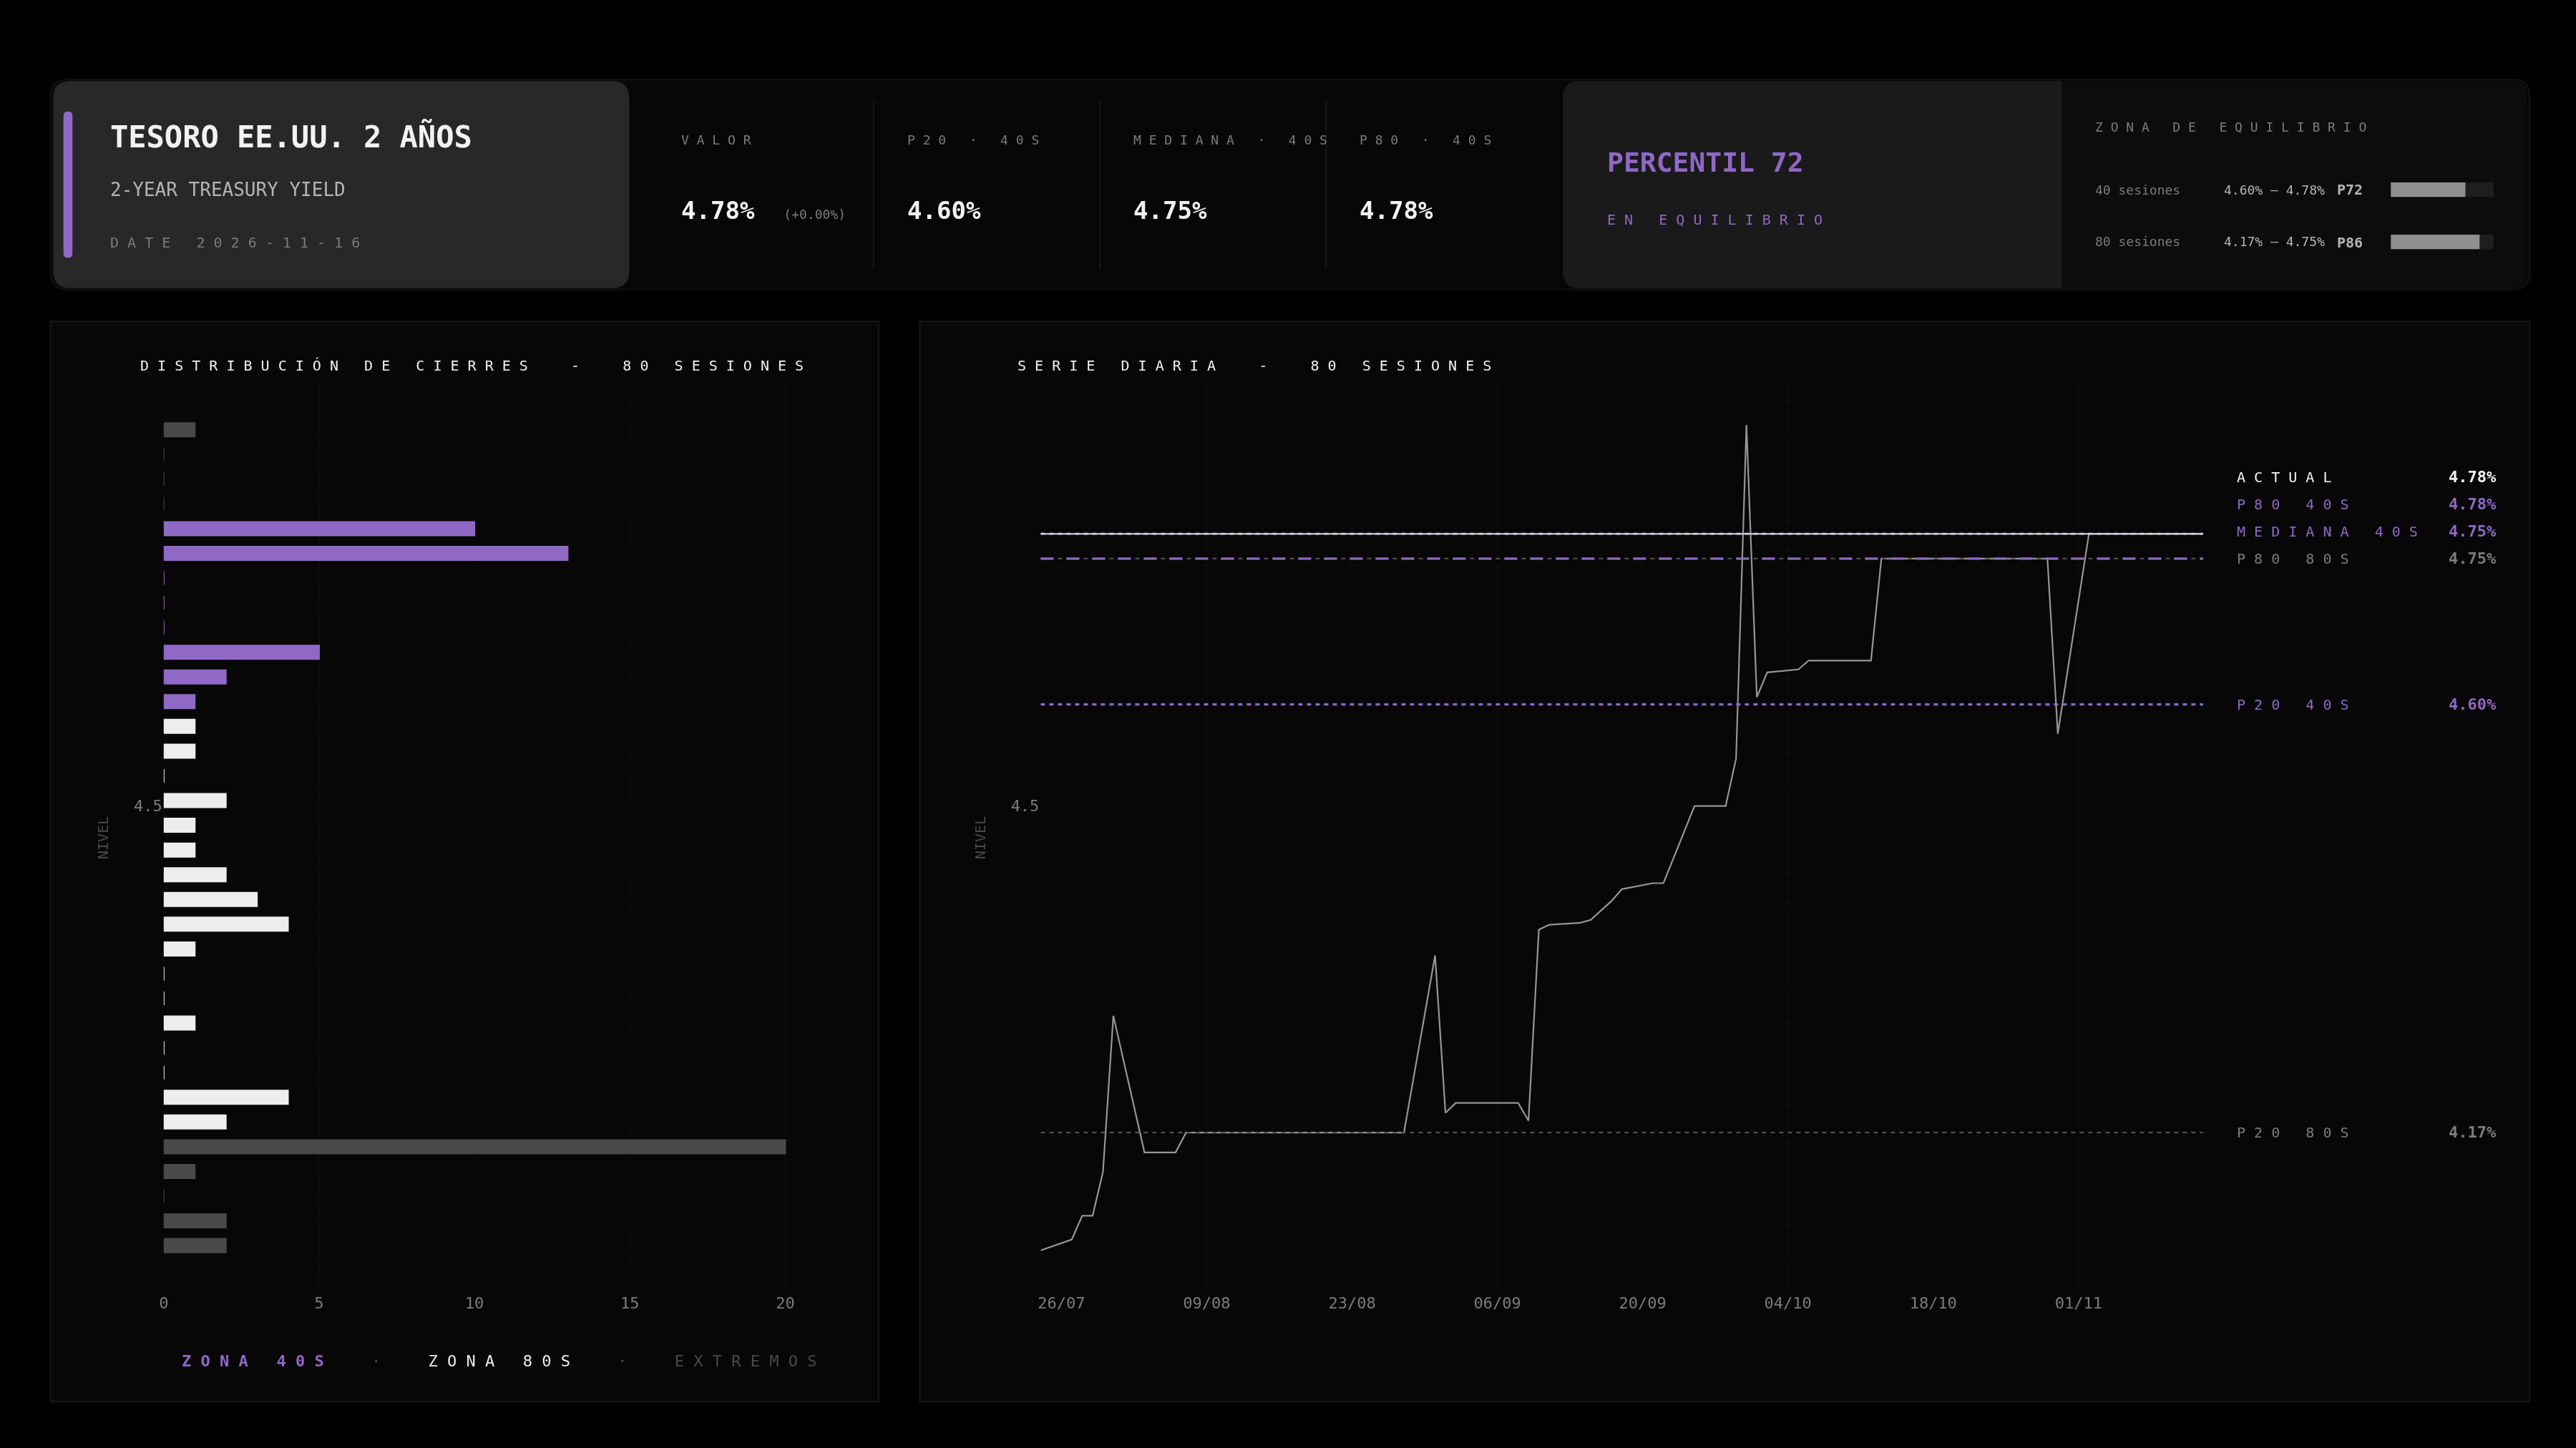 TESORO EE.UU. 2 AÑOS
2-YEAR TREASURY YIELD
DATE 2026-11-16
VALOR
4.78% (+0.00%)
P20 · 40S
4.60%
MEDIANA · 40S
4.75%
P80 · 40S
4.78%
PERCENTIL 72
EN EQUILIBRIO
ZONA DE EQUILIBRIO
40 sesiones 4.60% — 4.78% P72
80 sesiones 4.17% — 4.75% P86
DISTRIBUCIÓN DE CIERRES - 80 SESIONES
NIVEL
4.5
0 5 10 15 20
ZONA 40S · ZONA 80S · EXTREMOS
SERIE DIARIA - 80 SESIONES
NIVEL
4.5
ACTUAL 4.78%
P80 40S 4.78%
MEDIANA 40S 4.75%
P80 80S 4.75%
P20 40S 4.60%
P20 80S 4.17%
26/07 09/08 23/08 06/09 20/09 04/10 18/10 01/11